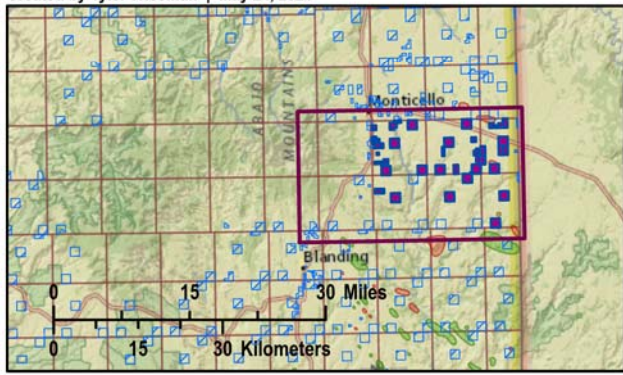 Monticello
ABAJO
MOUNTAINS
Blanding
0 15 30 Miles
0 15 30 Kilometers